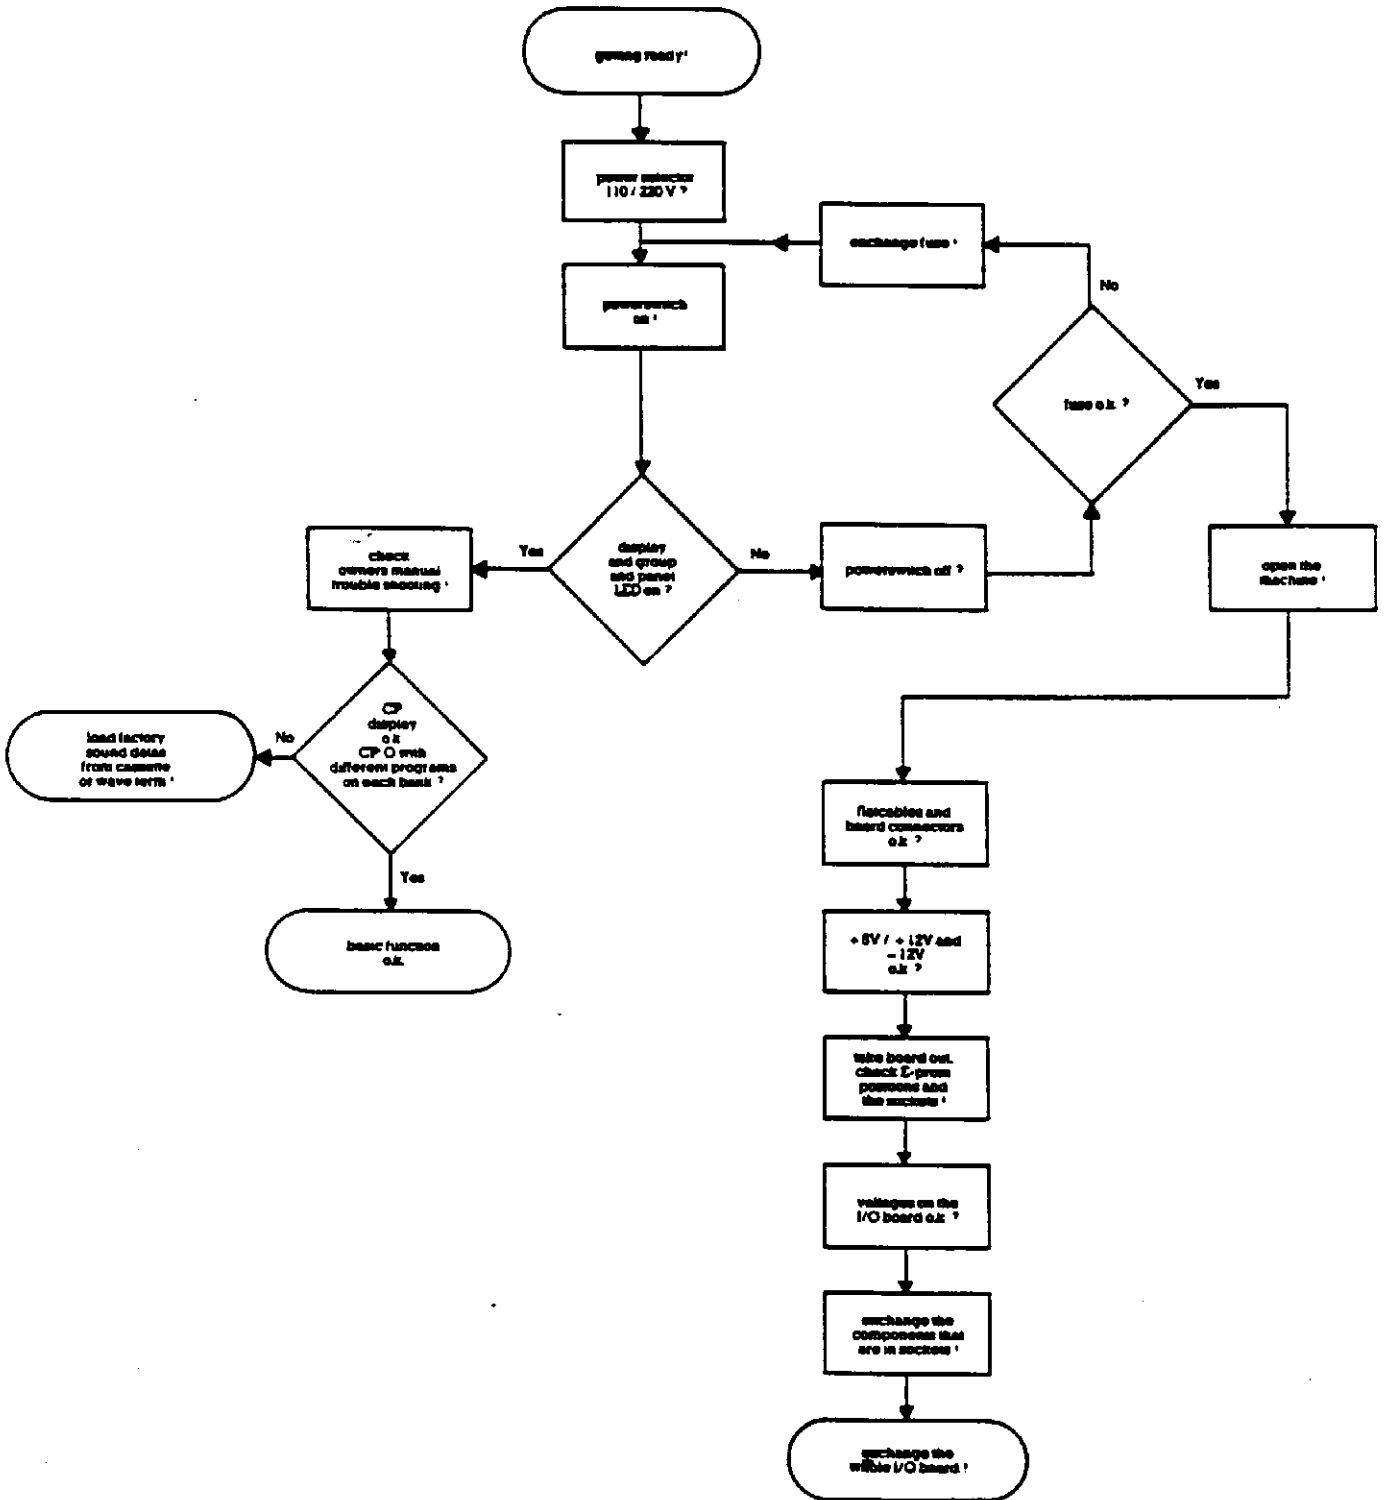 getting ready!
power selector
110 / 220 V ?
exchange fuse !
No
powerswitch
on !
Yes
fuse o.k. ?
check
owners manual
trouble shooting !
Yes
display
and group
and panel
LED on ?
No
powerswitch off ?
open the
machine !
load factory
sound datas
from cassette
or wave term !
No
display
o.k.
with
different programs
on each bank ?
flatcables and
board connectors
o.k. ?
Yes
basic function
o.k.
+ 12V and
– 12V
o.k. ?
take board out,
check E-prom
positions and
the sockets !
voltages on the
I/O board o.k. ?
exchange the
components that
are in sockets !
exchange the
whole I/O board !